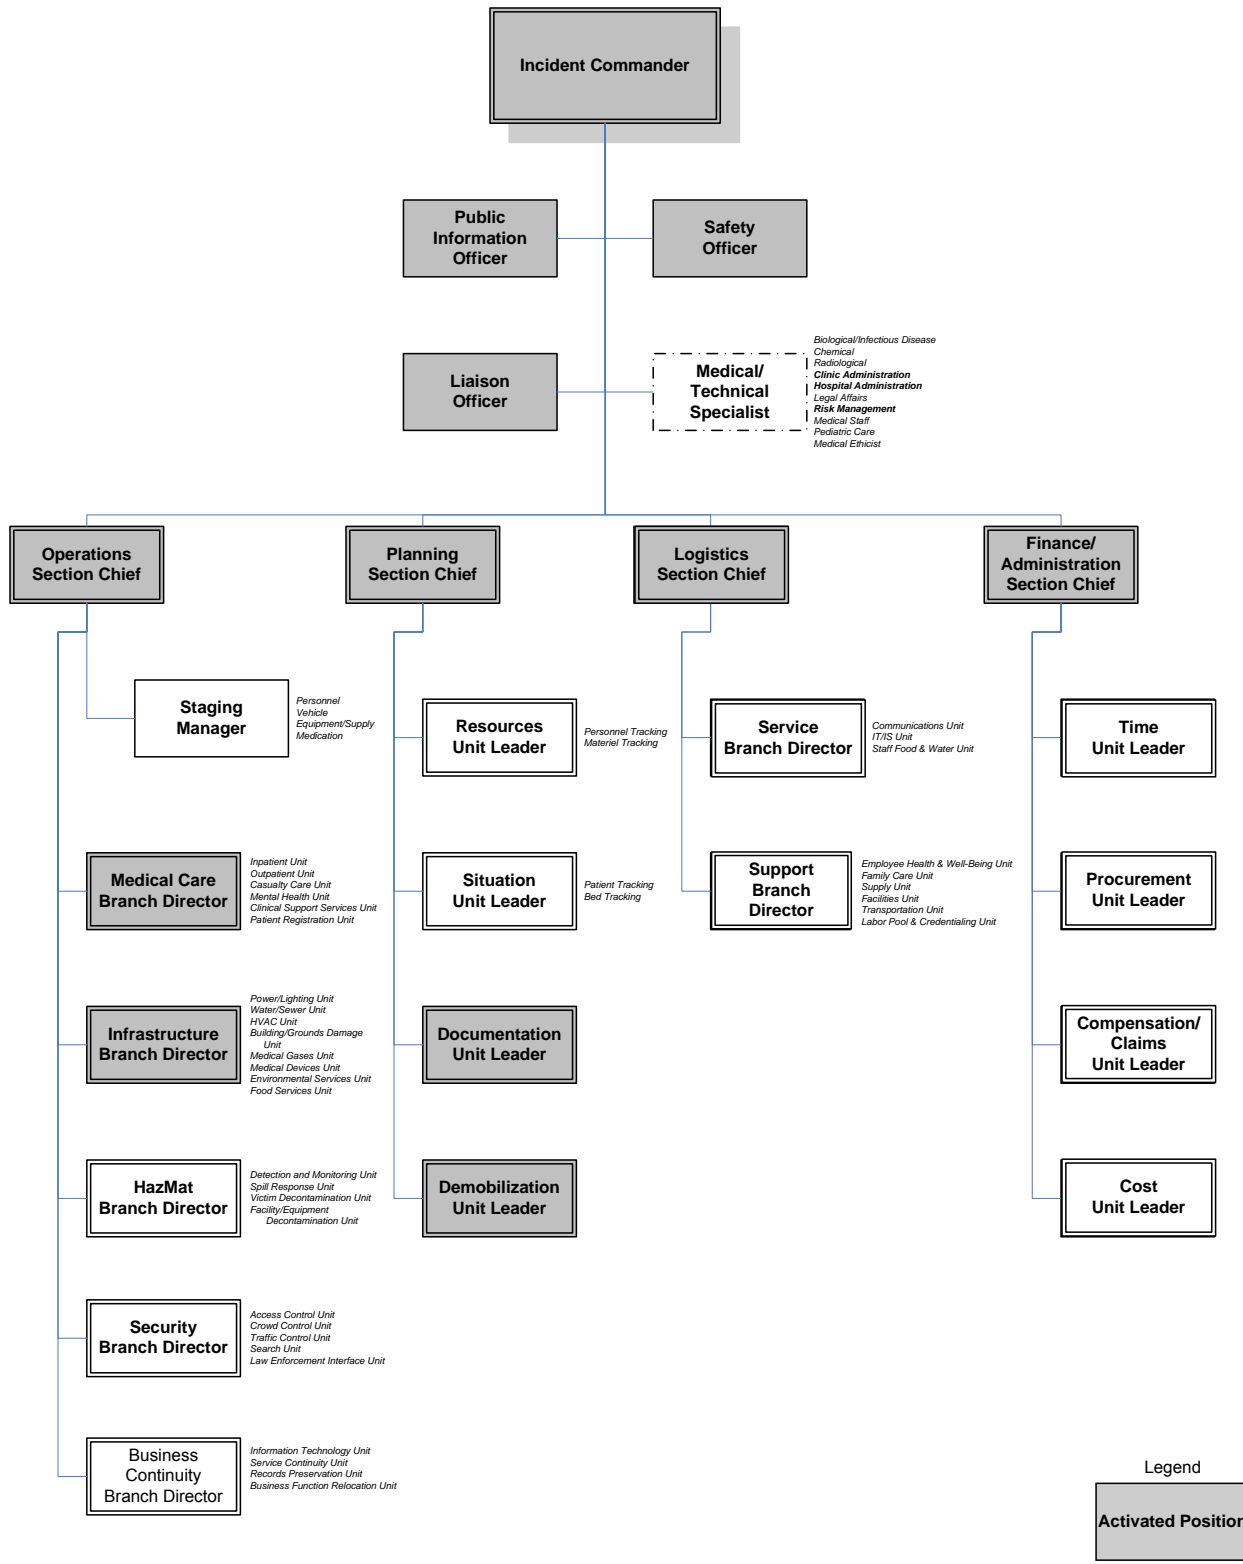 Incident Commander
Public
Information
Officer
Safety
Officer
Liaison
Officer
Medical/
Technical
Specialist
Biological/Infectious Disease
Chemical
Radiological
Clinic Administration
Hospital Administration
Legal Affairs
Risk Management
Medical Staff
Pediatric Care
Medical Ethicist
Operations
Section Chief
Planning
Section Chief
Logistics
Section Chief
Finance/
Administration
Section Chief
Staging
Manager
Personnel
Vehicle
Equipment/Supply
Medication
Resources
Unit Leader
Personnel Tracking
Materiel Tracking
Service
Branch Director
Communications Unit
IT/IS Unit
Staff Food & Water Unit
Time
Unit Leader
Medical Care
Branch Director
Inpatient Unit
Outpatient Unit
Casualty Care Unit
Mental Health Unit
Clinical Support Services Unit
Patient Registration Unit
Situation
Unit Leader
Patient Tracking
Bed Tracking
Support
Branch
Director
Employee Health & Well-Being Unit
Family Care Unit
Supply Unit
Facilities Unit
Transportation Unit
Labor Pool & Credentialing Unit
Procurement
Unit Leader
Infrastructure
Branch Director
Power/Lighting Unit
Water/Sewer Unit
HVAC Unit
Building/Grounds Damage
Unit
Medical Gases Unit
Medical Devices Unit
Environmental Services Unit
Food Services Unit
Documentation
Unit Leader
Compensation/
Claims
Unit Leader
HazMat
Branch Director
Detection and Monitoring Unit
Spill Response Unit
Victim Decontamination Unit
Facility/Equipment
Decontamination Unit
Demobilization
Unit Leader
Cost
Unit Leader
Security
Branch Director
Access Control Unit
Crowd Control Unit
Traffic Control Unit
Search Unit
Law Enforcement Interface Unit
Business
Continuity
Branch Director
Information Technology Unit
Service Continuity Unit
Records Preservation Unit
Business Function Relocation Unit
Legend
Activated Position